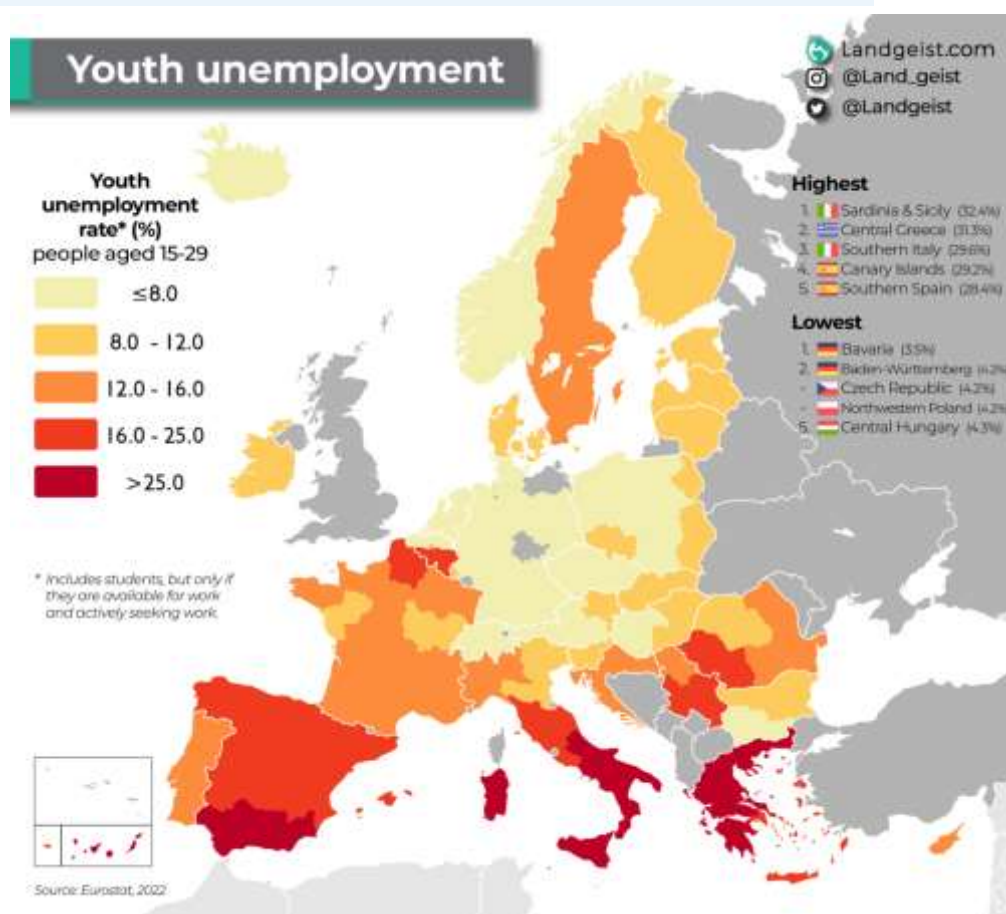 Youth unemployment
Landgeist.com
@Land_geist
@Landgeist
Youth
unemployment
rate* (%)
people aged 15-29
≤8.0
8.0 - 12.0
12.0 - 16.0
16.0 - 25.0
>25.0
* Includes students, but only if
they are available for work
and actively seeking work.
Highest
1. Sardinia & Sicily (32.4%)
2. Central Greece (31.3%)
3. Southern Italy (29.6%)
4. Canary Islands (29.2%)
5. Southern Spain (28.4%)
Lowest
1. Bavaria (3.5%)
2. Baden-Württemberg (4.2%
- Czech Republic (4.2%)
- Northwestern Poland (4.2%
5. Central Hungary (4.3%)
Source: Eurostat, 2022